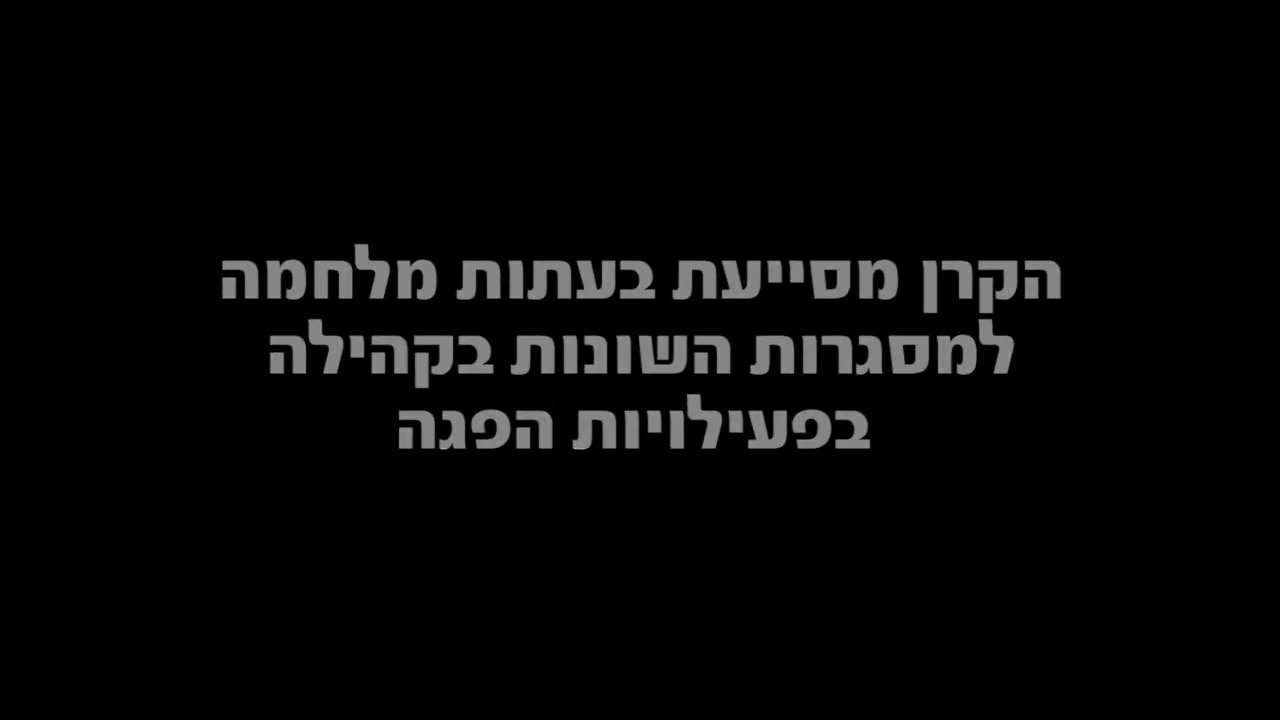 הקרן מסייעת בעתות מלחמה
למסגרות השונות בקהילה
בפעילויות הפגה